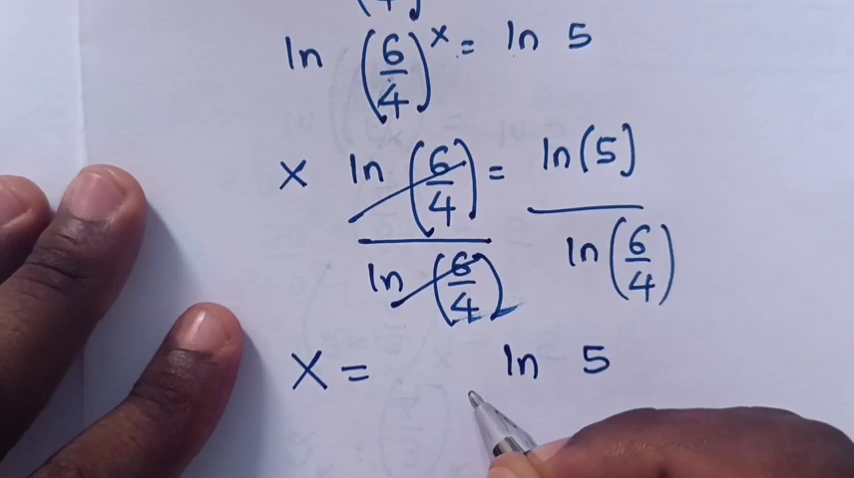 ln (6/4)^x = ln 5
x ln (6/4) / ln (6/4) = ln(5) / ln (6/4)
x = ln 5